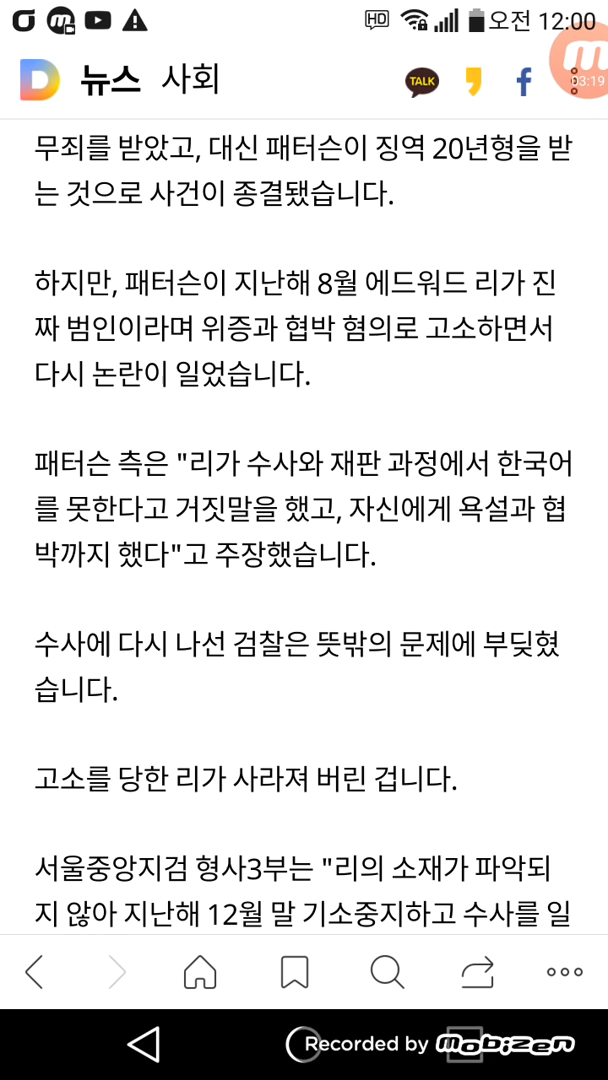 HD 오전 12:00
뉴스 사회
TALK
03:19
무죄를 받았고, 대신 패터슨이 징역 20년형을 받
는 것으로 사건이 종결됐습니다.
하지만, 패터슨이 지난해 8월 에드워드 리가 진
짜 범인이라며 위증과 협박 혐의로 고소하면서
다시 논란이 일었습니다.
패터슨 측은 "리가 수사와 재판 과정에서 한국어
를 못한다고 거짓말을 했고, 자신에게 욕설과 협
박까지 했다"고 주장했습니다.
수사에 다시 나선 검찰은 뜻밖의 문제에 부딪혔
습니다.
고소를 당한 리가 사라져 버린 겁니다.
서울중앙지검 형사3부는 "리의 소재가 파악되
지 않아 지난해 12월 말 기소중지하고 수사를 일
Recorded by mobizen